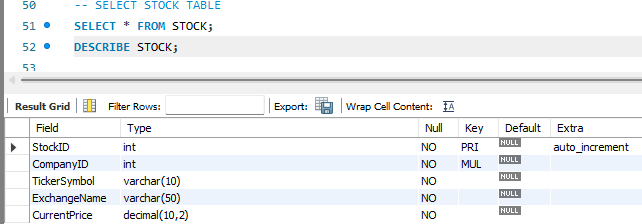 50 -- SELECT STOCK TABLE
51 SELECT * FROM STOCK;
52 DESCRIBE STOCK;
53
Result Grid Filter Rows: Export: Wrap Cell Content: IA
Field Type Null Key Default Extra
StockID int NO PRI NULL auto_increment
CompanyID int NO MUL NULL
TickerSymbol varchar(10) NO NULL
ExchangeName varchar(50) NO NULL
CurrentPrice decimal(10,2) NO NULL